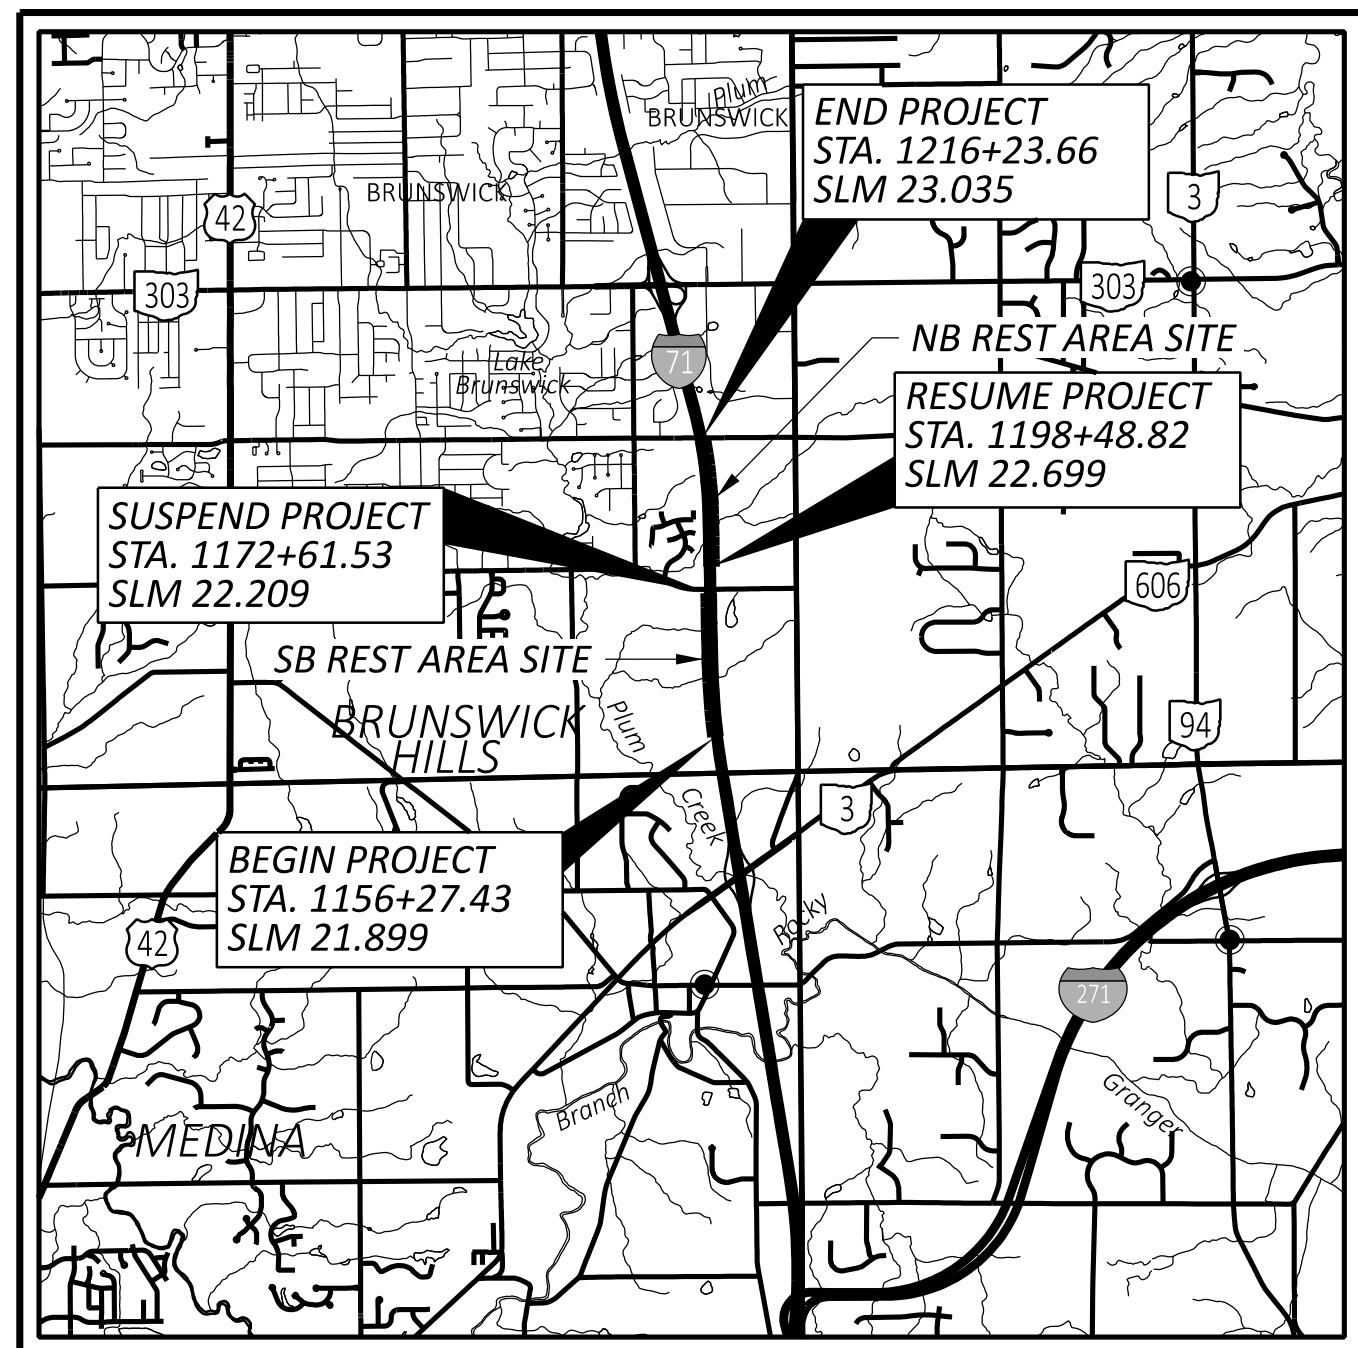 Plum
BRUNSWICK
END PROJECT
STA. 1216+23.66
SLM 23.035
BRUNSWICK
42
3
303
303
NB REST AREA SITE
71
Lake
Brunswick
RESUME PROJECT
STA. 1198+48.82
SLM 22.699
SUSPEND PROJECT
STA. 1172+61.53
SLM 22.209
606
SB REST AREA SITE
BRUNSWICK
HILLS
Plum
94
Creek
3
BEGIN PROJECT
STA. 1156+27.43
SLM 21.899
Rocky
42
271
Branch
Granger
MEDINA